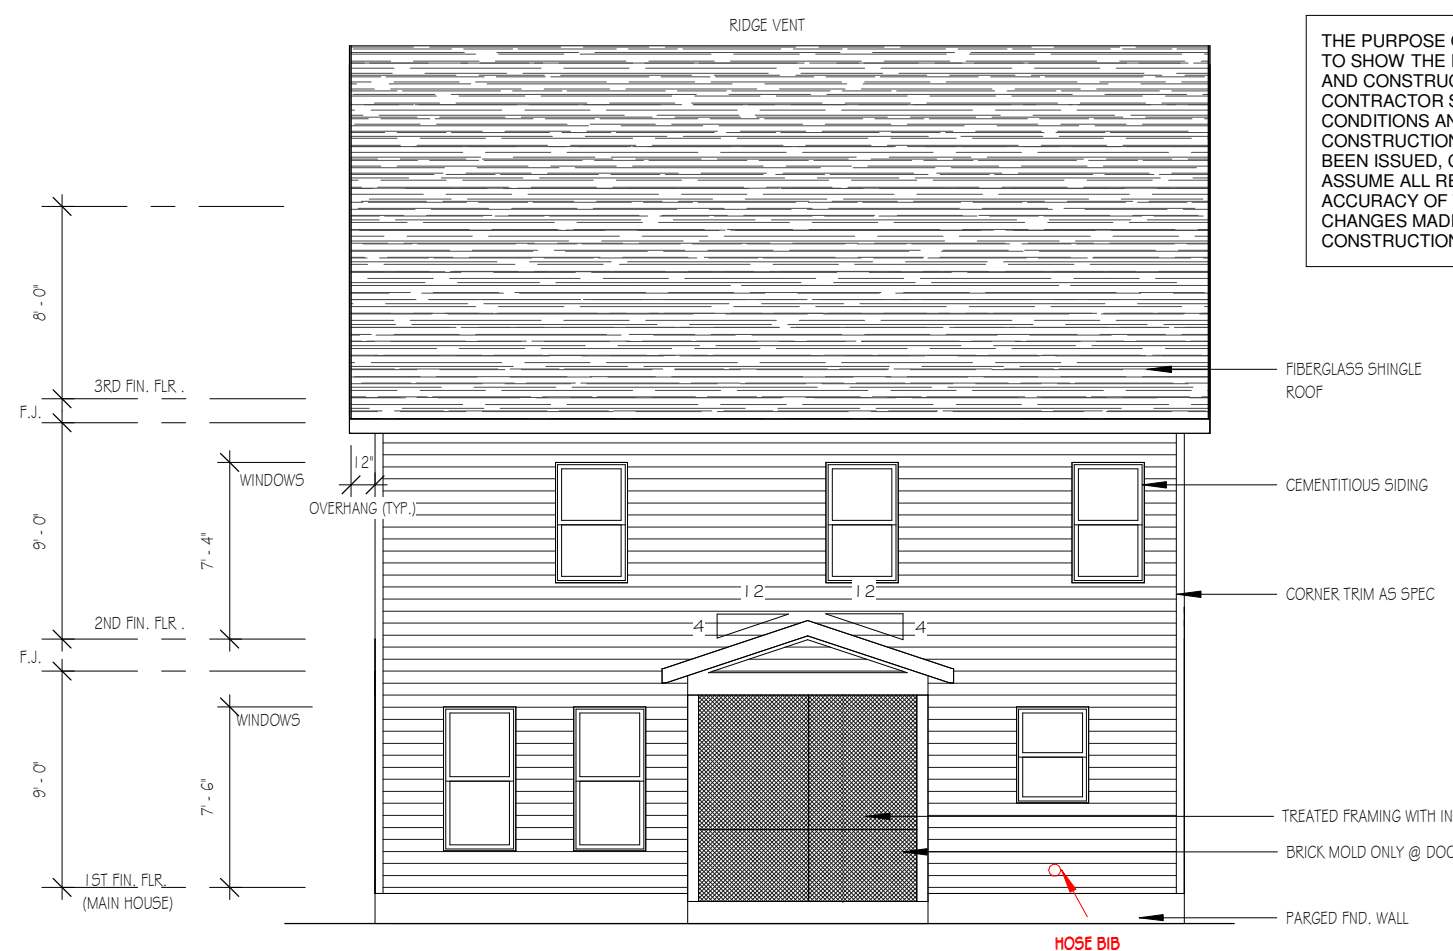 RIDGE VENT
THE PURPOSE
TO SHOW THE
AND CONSTRUC
CONTRACTOR
CONDITIONS AN
CONSTRUCTION
BEEN ISSUED,
ASSUME ALL RE
ACCURACY OF
CHANGES MADE
CONSTRUCTION
8' - 0"
3RD FIN. FLR .
F.J.
FIBERGLASS SHINGLE
ROOF
12"
WINDOWS
OVERHANG (TYP.)
CEMENTITIOUS SIDING
9' - 0"
7' - 4"
12
12
CORNER TRIM AS SPEC
2ND FIN. FLR .
4
4
F.J.
WINDOWS
9' - 0"
7' - 6"
TREATED FRAMING WITH IN
BRICK MOLD ONLY @ DOO
1ST FIN. FLR.
(MAIN HOUSE)
PARGED FND. WALL
HOSE BIB